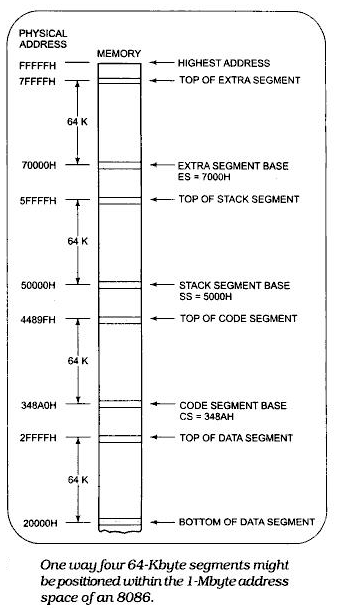 PHYSICAL
ADDRESS
MEMORY
FFFFFH HIGHEST ADDRESS
7FFFFH TOP OF EXTRA SEGMENT
64 K
70000H EXTRA SEGMENT BASE
ES = 7000H
5FFFFH TOP OF STACK SEGMENT
64 K
50000H STACK SEGMENT BASE
SS = 5000H
4489FH TOP OF CODE SEGMENT
64 K
348A0H CODE SEGMENT BASE
CS = 348AH
2FFFFH TOP OF DATA SEGMENT
64 K
20000H BOTTOM OF DATA SEGMENT
One way four 64-Kbyte segments might
be positioned within the 1-Mbyte address
space of an 8086.